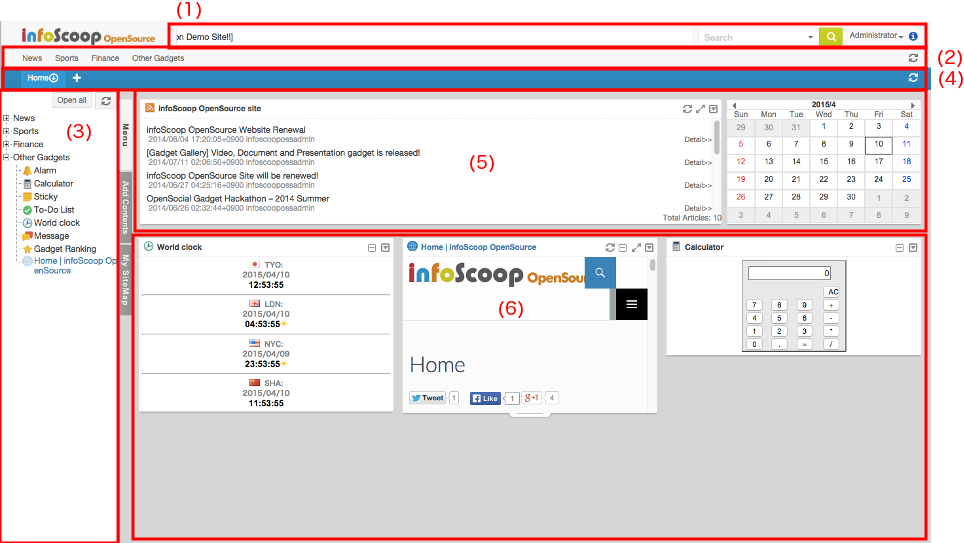 (1)
infoScoop OpenSource
on Demo Site!!]
Search
Administrator
News Sports Finance Other Gadgets
(2)
Home
(4)
Open all
(3)
News
Sports
Finance
Other Gadgets
Alarm
Calculator
Sticky
To-Do List
World clock
Message
Gadget Ranking
Home | infoScoop Op
enSource
Menu
Add Contents
My SiteMap
infoScoop OpenSource site
infoScoop OpenSource Website Renewal
2014/08/04 17:20:05+0900 infoscoopossadmin
Detail>>
[Gadget Gallery] Video, Document and Presentation gadget is released!
2014/07/11 02:06:50+0900 infoscoopossadmin
Detail>>
(5)
infoScoop OpenSource Site will be renewed!
2014/06/27 04:25:16+0900 infoscoopossadmin
Detail>>
OpenSocial Gadget Hackathon – 2014 Summer
2014/06/26 02:32:44+0900 infoscoopossadmin
Detail>>
Total Articles: 10
2015/4
Sun Mon Tue Wed Thu Fri Sat
29 30 31 1 2 3 4
5 6 7 8 9 10 11
12 13 14 15 16 17 18
19 20 21 22 23 24 25
26 27 28 29 30 1 2
3 4 5 6 7 8 9
World clock
TYO:
2015/04/10
12:53:55
LDN:
2015/04/10
04:53:55
NYC:
2015/04/09
23:53:55
SHA:
2015/04/10
11:53:55
Home | infoScoop OpenSource
infoScoop OpenSour
(6)
Home
Tweet 1 Like 1 g+1 4
Calculator
0
AC
7 8 9 +
4 5 6 -
1 2 3 *
0 . = /